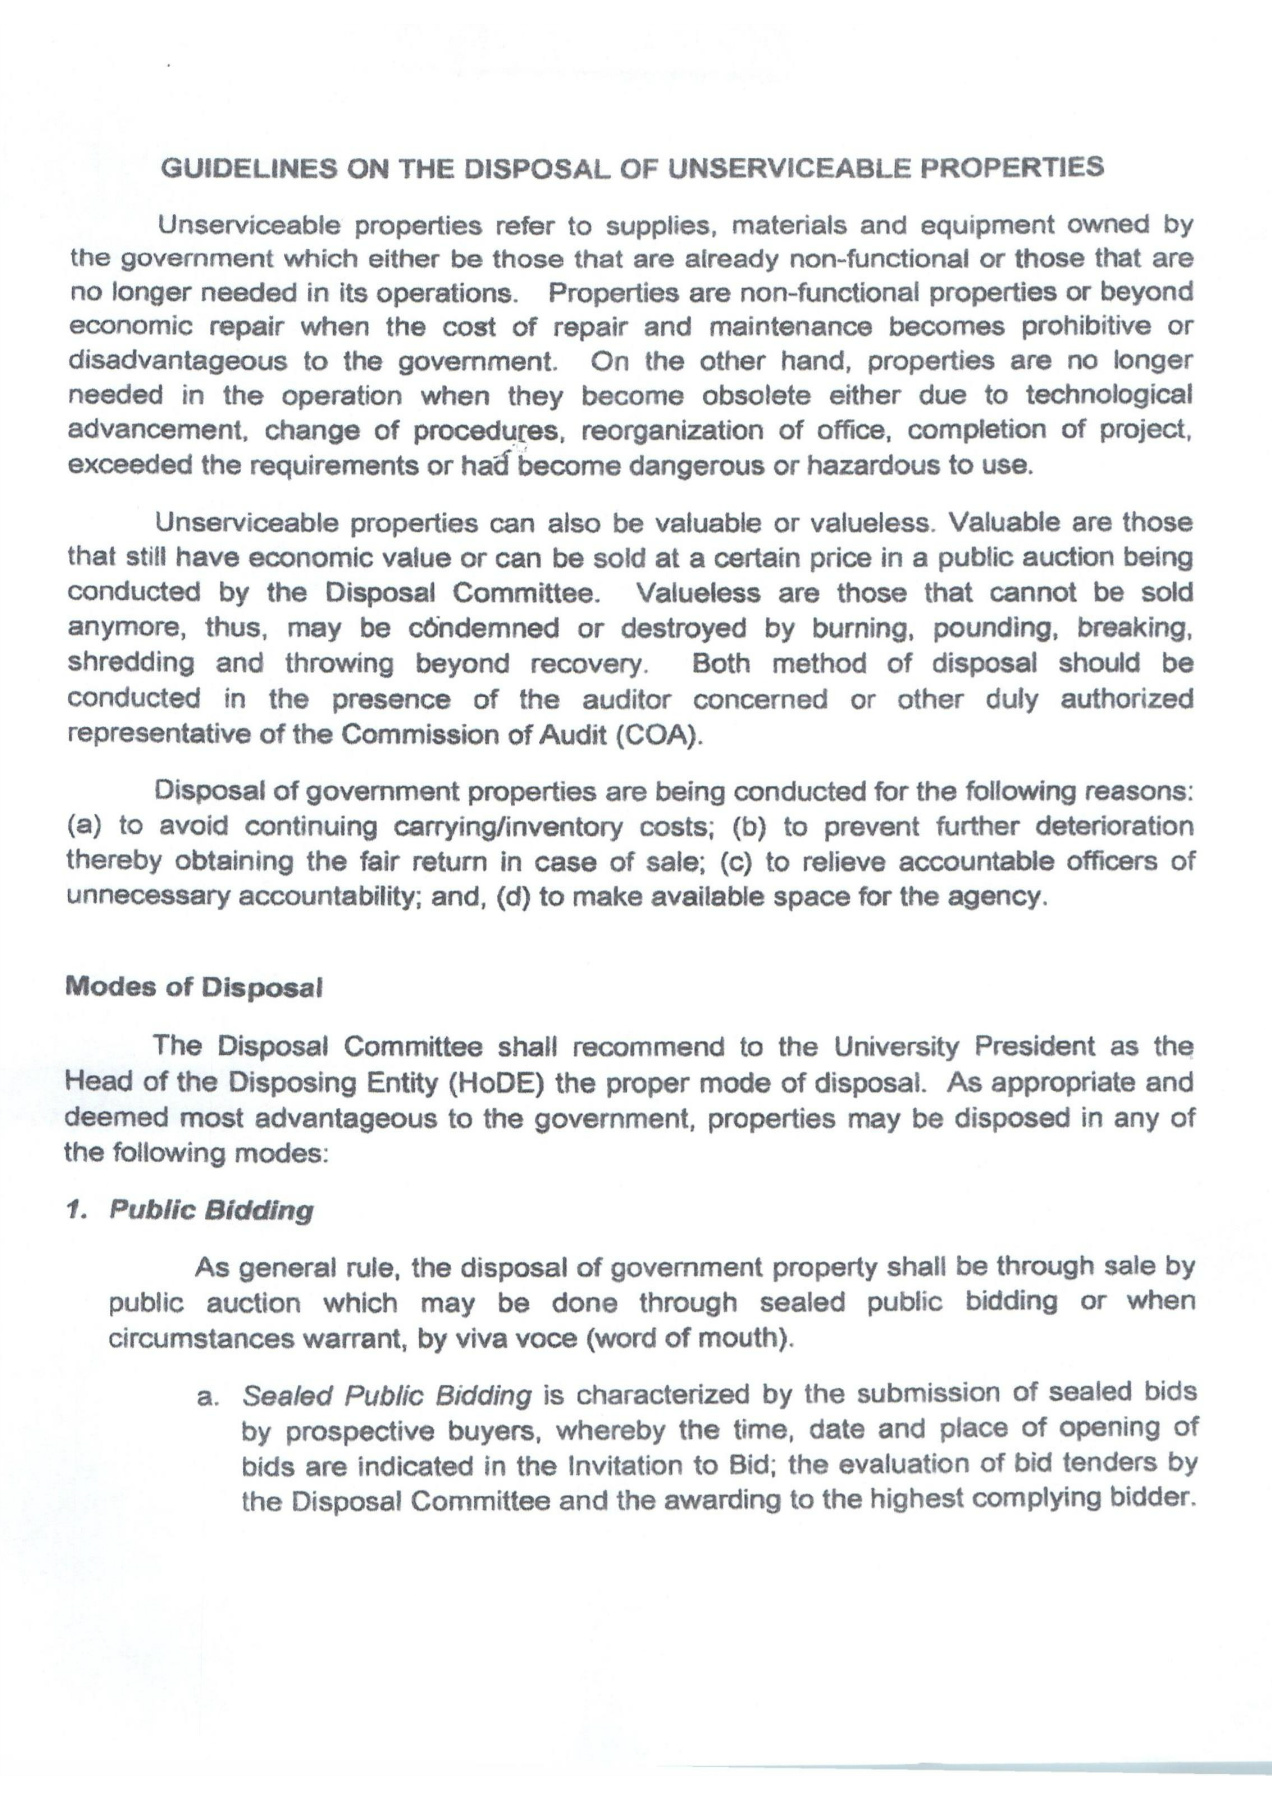 GUIDELINES ON THE DISPOSAL OF UNSERVICEABLE PROPERTIES
Unserviceable properties refer to supplies, materials and equipment owned by
the government which either be those that are already non-functional or those that are
no longer needed in its operations. Properties are non-functional properties or beyond
economic repair when the cost of repair and maintenance becomes prohibitive or
disadvantageous to the government. On the other hand, properties are no longer
needed in the operation when they become obsolete either due to technological
advancement, change of procedures, reorganization of office, completion of project,
exceeded the requirements or had become dangerous or hazardous to use.
Unserviceable properties can also be valuable or valueless. Valuable are those
that still have economic value or can be sold at a certain price in a public auction being
conducted by the Disposal Committee. Valueless are those that cannot be sold
anymore, thus, may be condemned or destroyed by burning, pounding, breaking,
shredding and throwing beyond recovery. Both method of disposal should be
conducted in the presence of the auditor concerned or other duly authorized
representative of the Commission of Audit (COA).
Disposal of government properties are being conducted for the following reasons:
(a) to avoid continuing carrying/inventory costs; (b) to prevent further deterioration
thereby obtaining the fair return in case of sale; (c) to relieve accountable officers of
unnecessary accountability; and, (d) to make available space for the agency.
Modes of Disposal
The Disposal Committee shall recommend to the University President as the
Head of the Disposing Entity (HoDE) the proper mode of disposal. As appropriate and
deemed most advantageous to the government, properties may be disposed in any of
the following modes:
1. Public Bidding
As general rule, the disposal of government property shall be through sale by
public auction which may be done through sealed public bidding or when
circumstances warrant, by viva voce (word of mouth).
a. Sealed Public Bidding is characterized by the submission of sealed bids
by prospective buyers, whereby the time, date and place of opening of
bids are indicated in the Invitation to Bid; the evaluation of bid tenders by
the Disposal Committee and the awarding to the highest complying bidder.